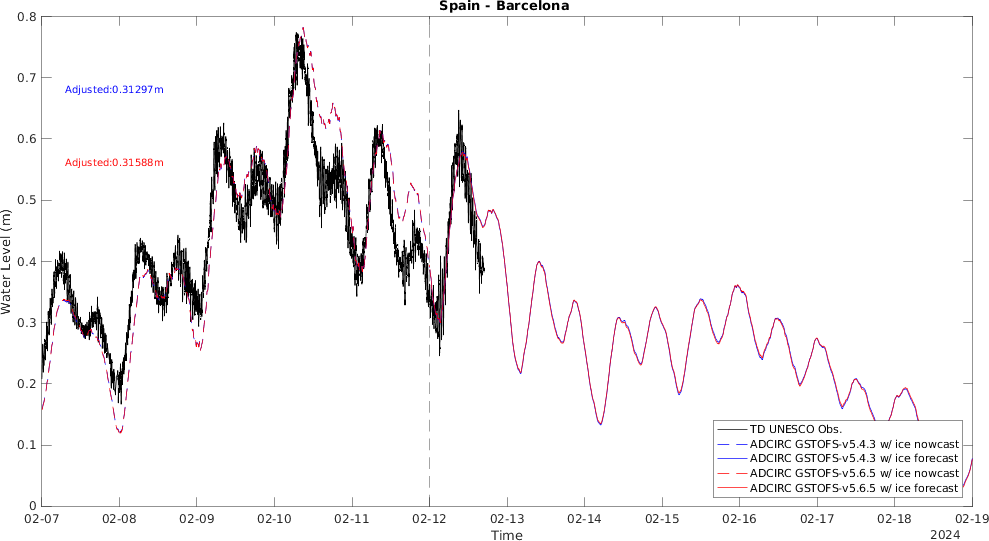 Spain - Barcelona
0.8
0.7
0.6
0.5
0.4
0.3
0.2
0.1
0
Water Level (m)
Adjusted:0.31297m
Adjusted:0.31588m
TD UNESCO Obs.
ADCIRC GSTOFS-v5.4.3 w/ ice nowcast
ADCIRC GSTOFS-v5.4.3 w/ ice forecast
ADCIRC GSTOFS-v5.6.5 w/ ice nowcast
ADCIRC GSTOFS-v5.6.5 w/ ice forecast
02-07 02-08 02-09 02-10 02-11 02-12 02-13 02-14 02-15 02-16 02-17 02-18 02-19
Time
2024